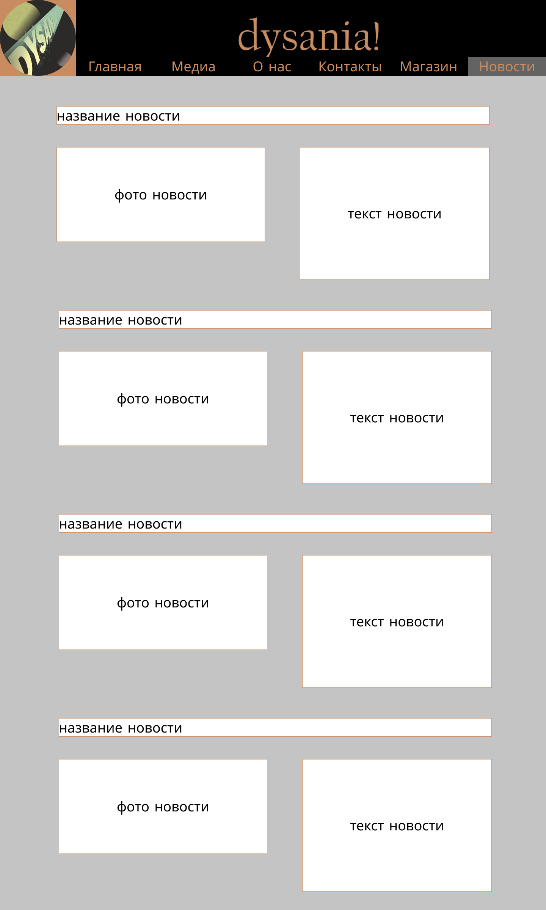 DYSANIA
dysania!
Главная Медиа О нас Контакты Магазин Новости
название новости
фото новости
текст новости
название новости
фото новости
текст новости
название новости
фото новости
текст новости
название новости
фото новости
текст новости